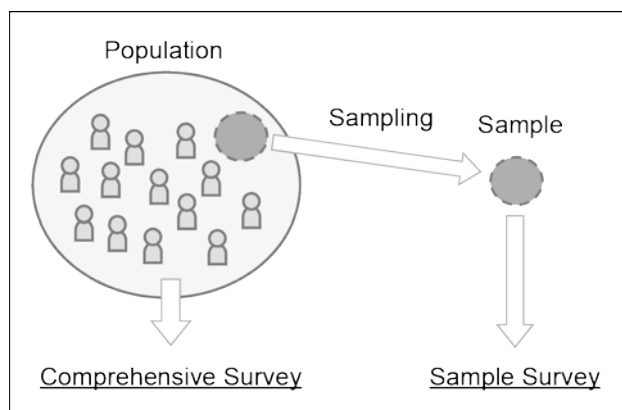 Population
Sampling
Sample
Comprehensive Survey
Sample Survey